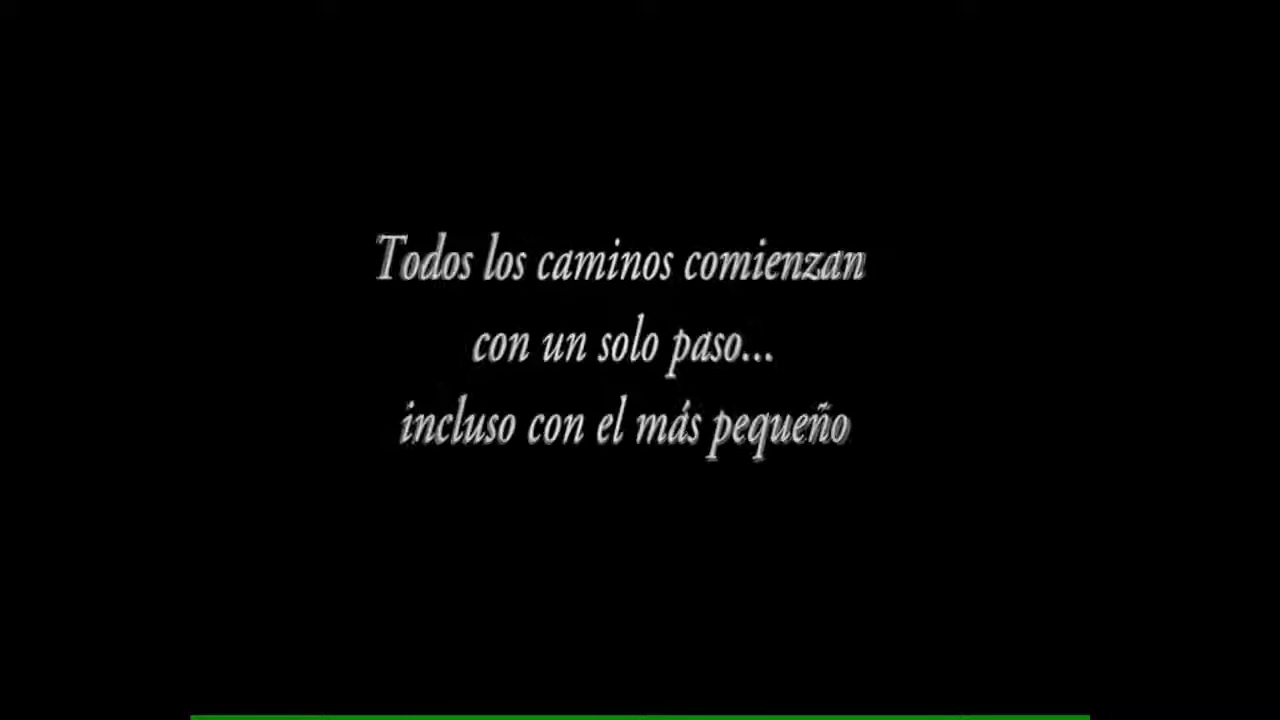 Todos los caminos comienzan
con un solo paso...
incluso con el más pequeño